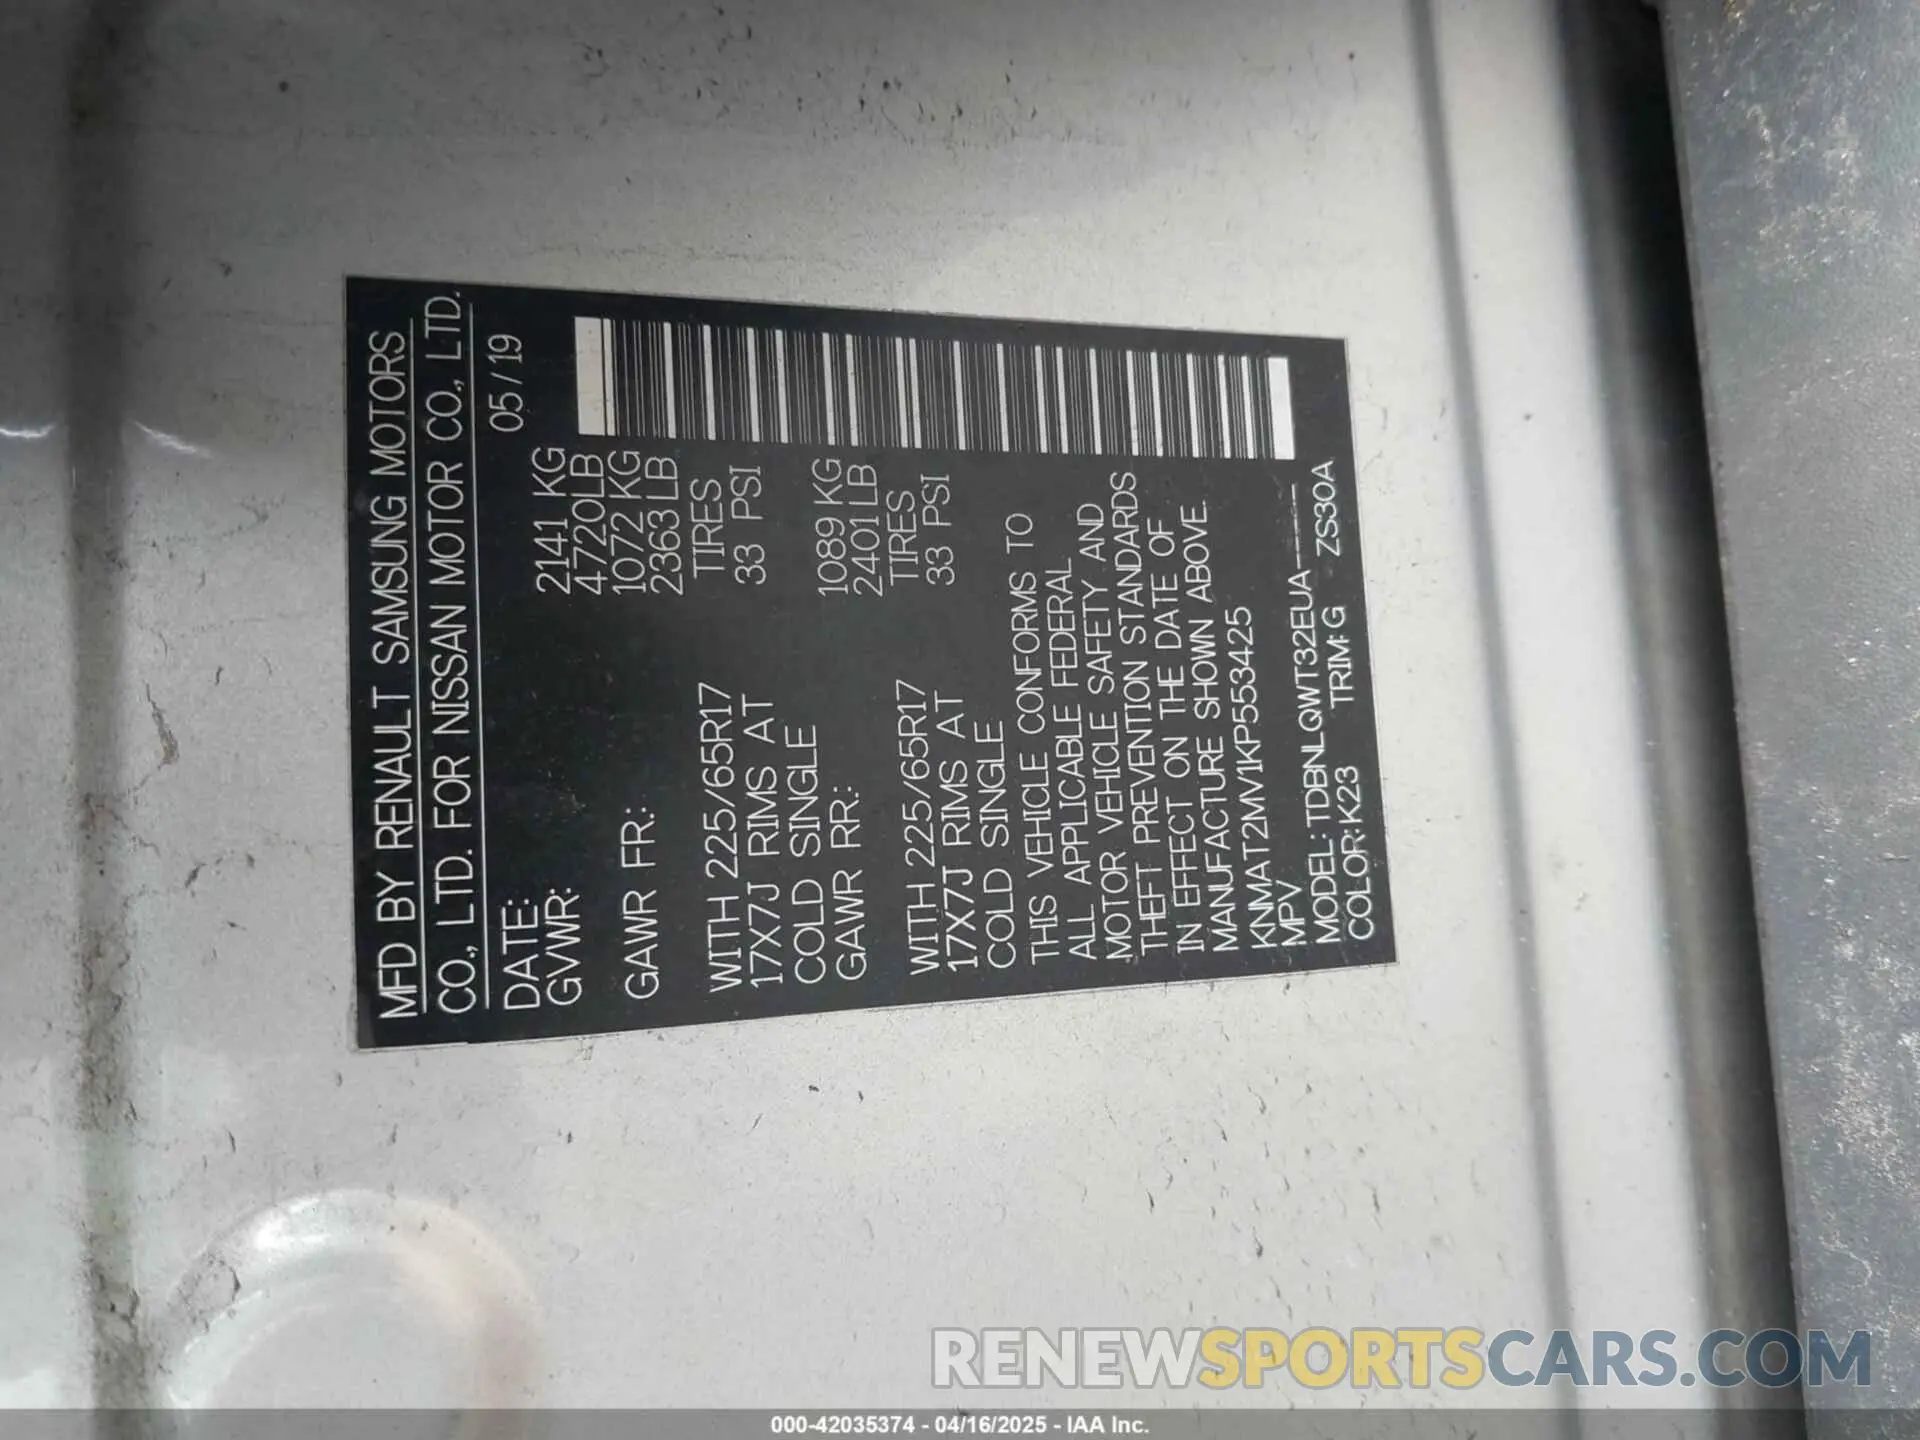 MFD BY RENAULT SAMSUNG MOTORS
CO., LTD. FOR NISSAN MOTOR CO., LTD.
DATE: 05/19
GVWR: 2141 KG
4720LB
GAWR FR: 1072 KG
2363LB
WITH 225/65R17 TIRES
17X7J RIMS AT 33 PSI
COLD SINGLE
GAWR RR: 1089 KG
2401LB
WITH 225/65R17 TIRES
17X7J RIMS AT 33 PSI
COLD SINGLE
THIS VEHICLE CONFORMS TO
ALL APPLICABLE FEDERAL
MOTOR VEHICLE SAFETY AND
THEFT PREVENTION STANDARDS
IN EFFECT ON THE DATE OF
MANUFACTURE SHOWN ABOVE.
KNMAT2MV1KP553425
MPV
MODEL: TDBNLQWT32EUA-----
COLOR: K23 TRIM: G ZS30A
RENEWSPORTSCARS.COM
000-42035374 - 04/16/2025 - IAA Inc.